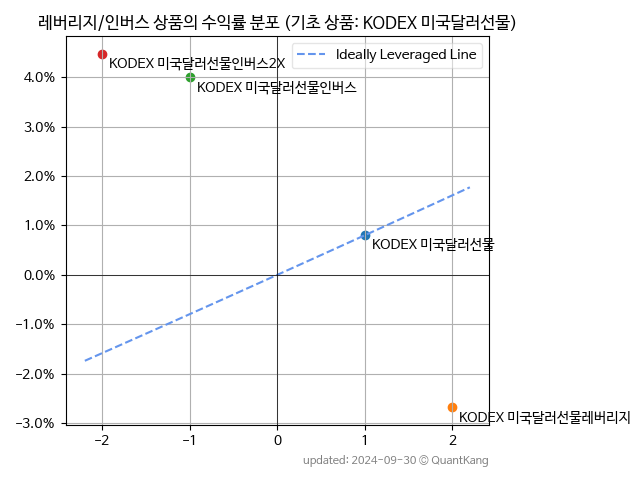 레버리지/인버스 상품의 수익률 분포 (기초 상품: KODEX 미국달러선물)
Ideally Leveraged Line
KODEX 미국달러선물인버스2X
KODEX 미국달러선물인버스
KODEX 미국달러선물
KODEX 미국달러선물레버리지
4.0%
3.0%
2.0%
1.0%
0.0%
−1.0%
−2.0%
−3.0%
−2 −1 0 1 2
updated: 2024-09-30 © QuantKang